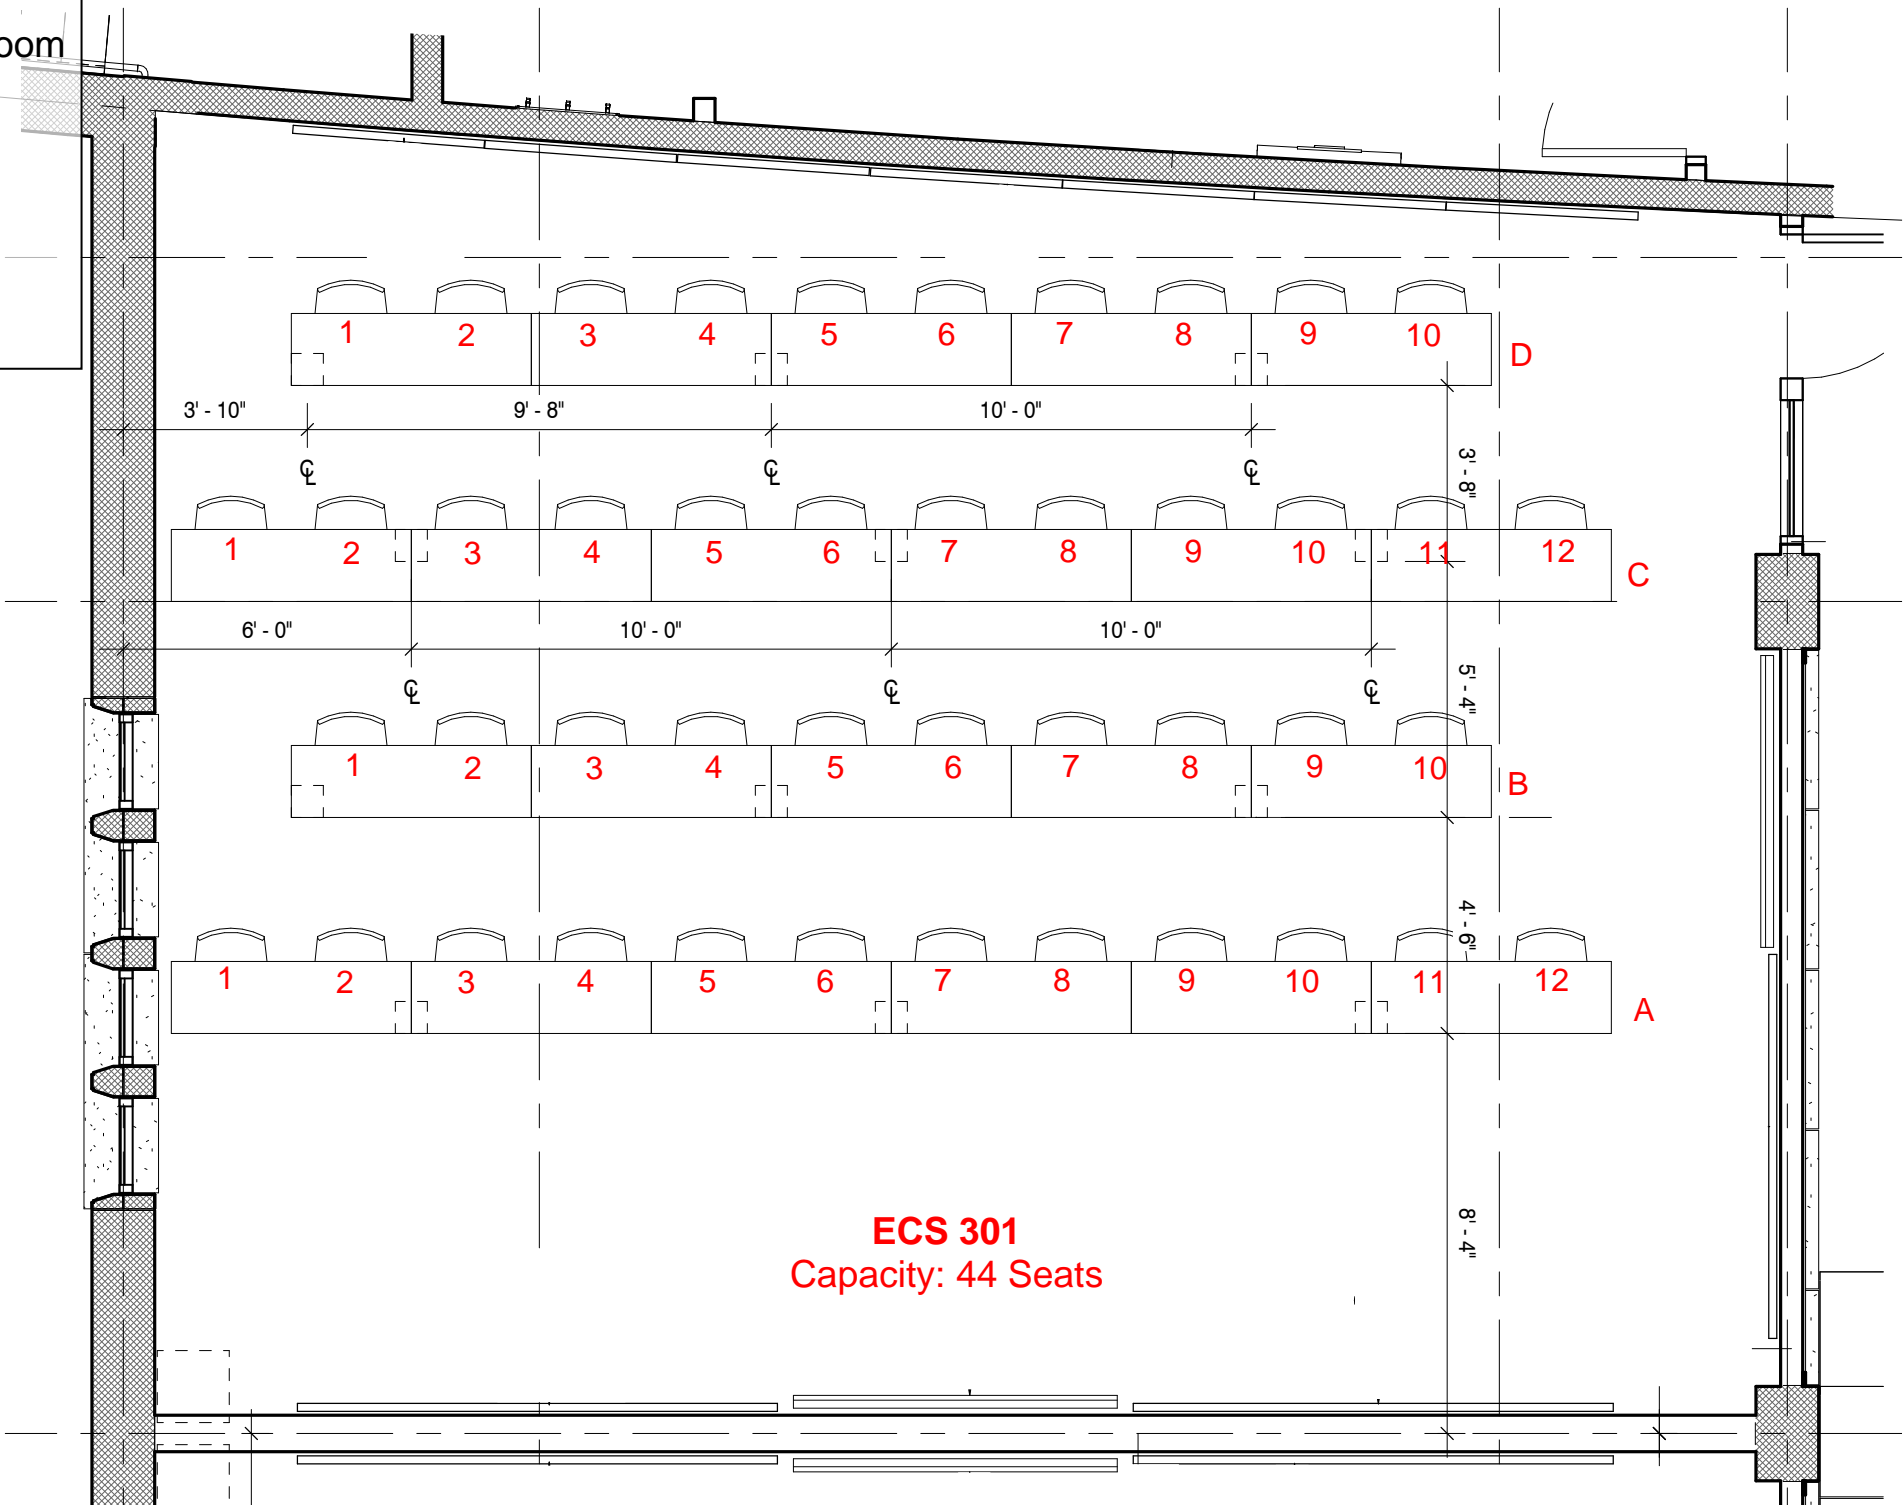 oom
1 2 3 4 5 6 7 8 9 10 D
3' - 10" 9' - 8" 10' - 0"
℄ ℄ ℄
3' - 8"
1 2 3 4 5 6 7 8 9 10 11 12 C
6' - 0" 10' - 0" 10' - 0"
℄ ℄ ℄
5' - 4"
1 2 3 4 5 6 7 8 9 10 B
4' - 6"
1 2 3 4 5 6 7 8 9 10 11 12 A
8' - 4"
ECS 301
Capacity: 44 Seats